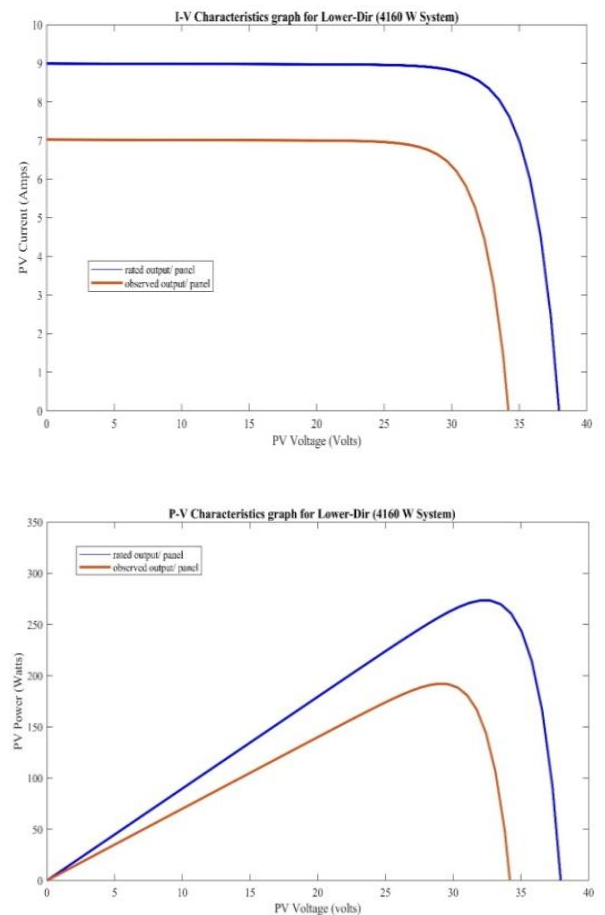 I-V Characteristics graph for Lower-Dir (4160 W System)
10
9
8
7
6
5
4
3
2
1
0
PV Current (Amps)
rated output/ panel
observed output/ panel
0 5 10 15 20 25 30 35 40
PV Voltage (Volts)
P-V Characteristics graph for Lower-Dir (4160 W System)
350
300
250
200
150
100
50
0
PV Power (Watts)
rated output/ panel
observed output/ panel
0 5 10 15 20 25 30 35 40
PV Voltage (volts)